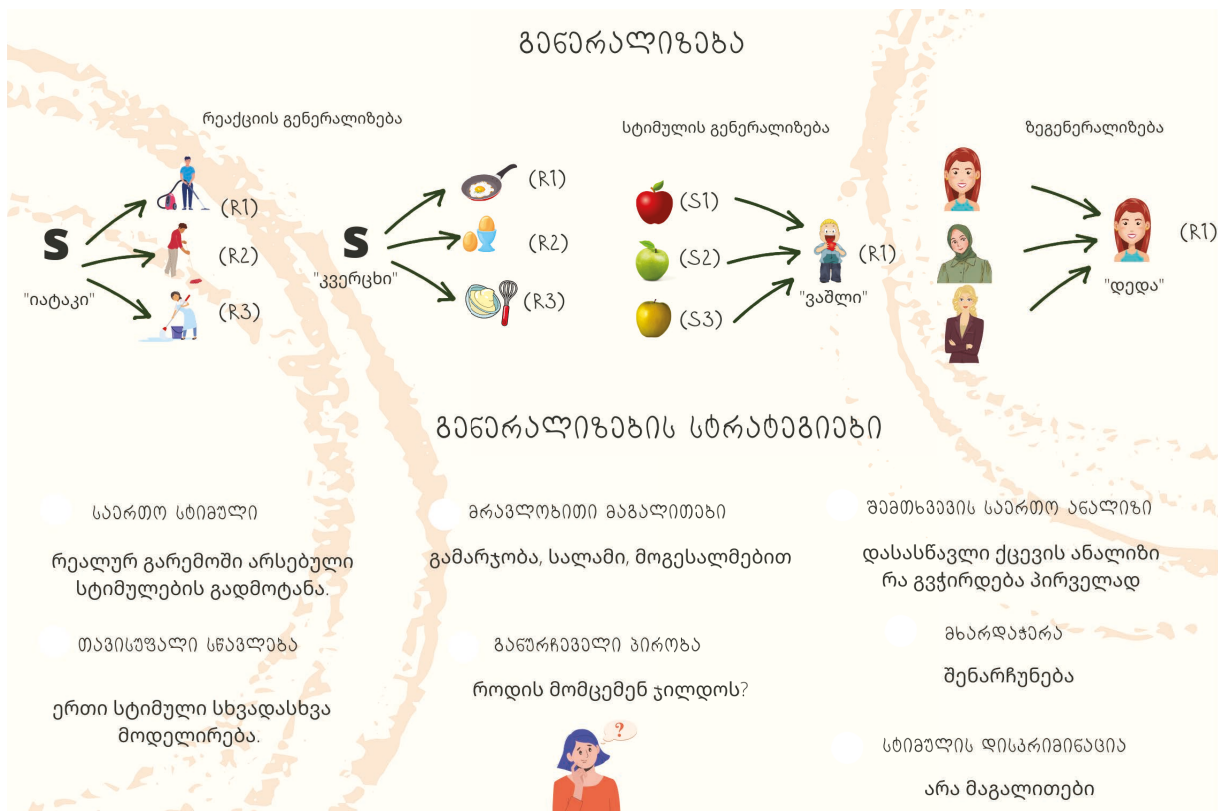 გენერალიზება
რეაქციის გენერალიზება
სტიმულის გენერალიზება
ზეგენერალიზება
S
"იატაკი"
(R1)
(R2)
(R3)
S
"კვერცხი"
(R1)
(R2)
(R3)
(S1)
(S2)
(S3)
(R1)
"ვაშლი"
(R1)
"დედა"
გენერალიზების სტრატეგიები
საერთო სტიმული
რეალურ გარემოში არსებული
სტიმულების გადმოტანა.
თავისუფალი სწავლება
ერთი სტიმული სხვადასხვა
მოდელირება.
მრავლობითი მაგალითები
გამარჯობა, სალამი, მოგესალმებით
განურჩეველი პირობა
როდის მომცემენ ჯილდოს?
?
შემთხვევის საერთო ანალიზი
დასასწავლი ქცევის ანალიზი
რა გვჭირდება პირველად
მხარდაჭერა
შენარჩუნება
სტიმულის დისკრიმინაცია
არა მაგალითები